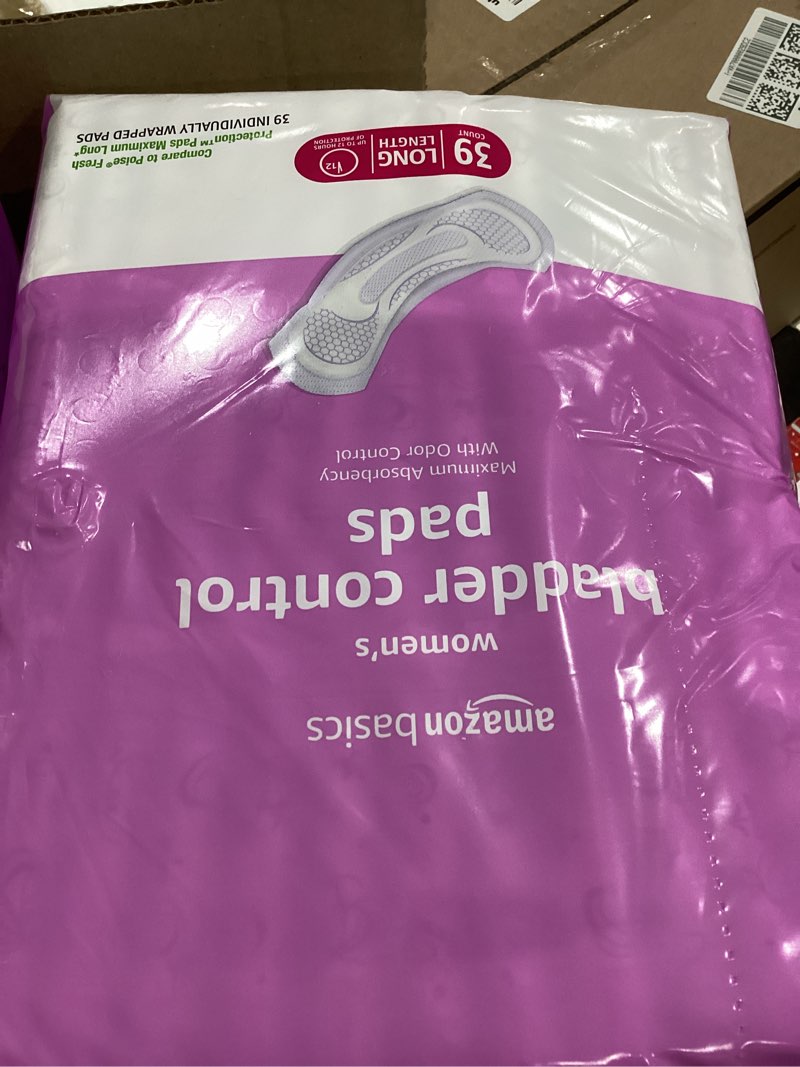 amazon basics
women's
bladder control
pads
Maximum Absorbency
With Odor Control
39
COUNT
LONG
LENGTH
12
UP TO 12 HOURS
OF PROTECTION
Compare to Poise® Fresh
Protection™ Pads Maximum Long*
39 INDIVIDUALLY WRAPPED PADS